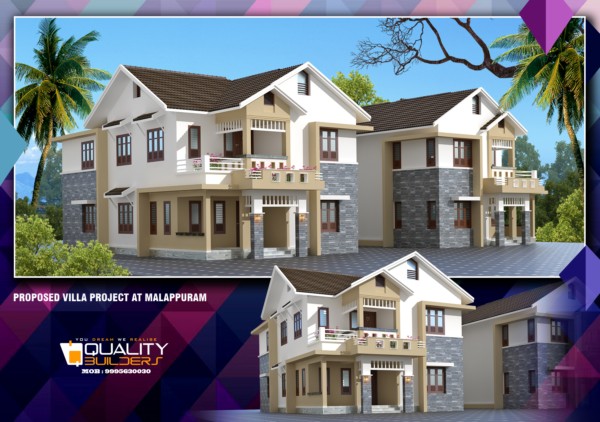 PROPOSED VILLA PROJECT AT MALAPPURAM
YOU DREAM WE REALISE
QUALITY
BUILDERS
MOB : 9995630030